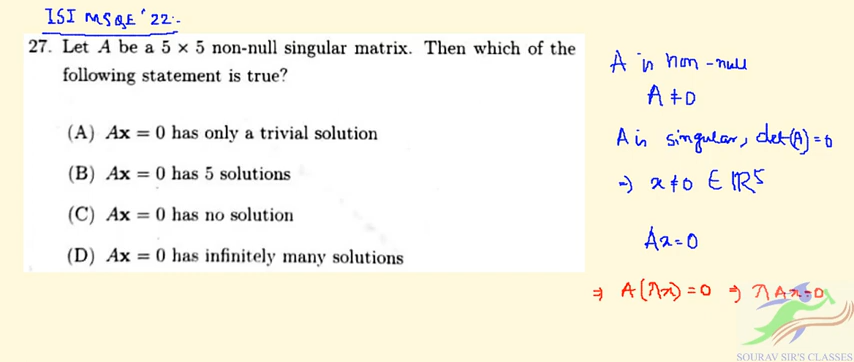 ISI MSQE '22:-
27. Let A be a 5 × 5 non-null singular matrix. Then which of the
following statement is true?
(A) Ax = 0 has only a trivial solution
(B) Ax = 0 has 5 solutions
(C) Ax = 0 has no solution
(D) Ax = 0 has infinitely many solutions
A is non-null
A ≠ 0
A is singular, det(A) = 0
⇒ x ≠ 0 ∈ ℝ5
Ax = 0
⇒ A(λx) = 0 ⇒ λAx = 0
SOURAV SIR'S CLASSES